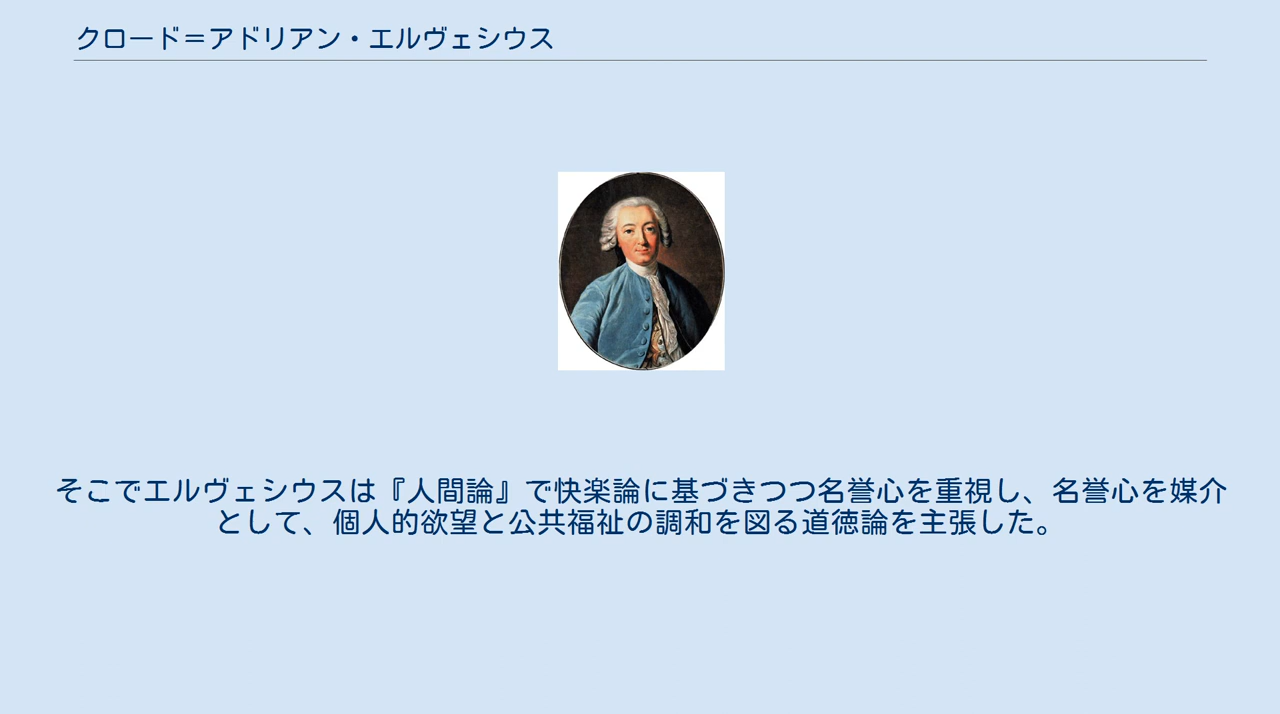 クロード＝アドリアン・エルヴェシウス
そこでエルヴェシウスは『人間論』で快楽論に基づきつつ名誉心を重視し、名誉心を媒介
として、個人的欲望と公共福祉の調和を図る道徳論を主張した。